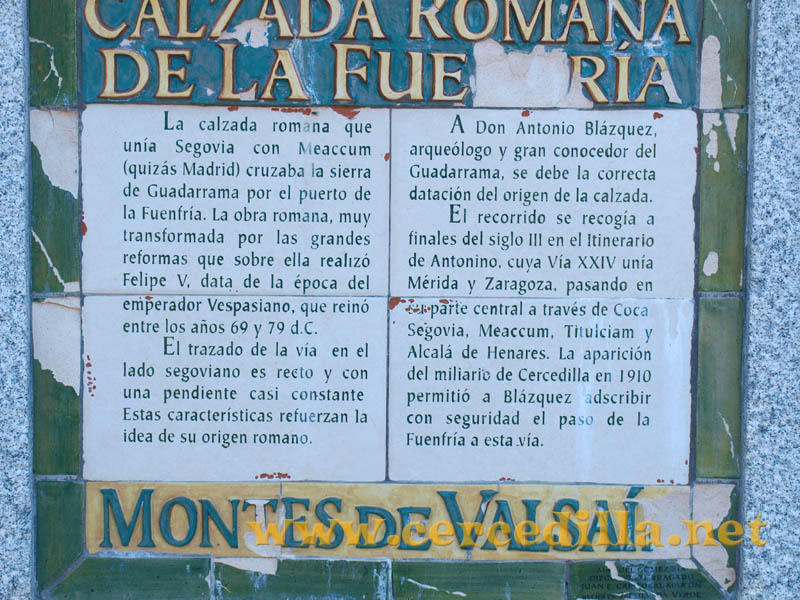 CALZADA ROMANA
DE LA FUE RÍA
La calzada romana que
unía Segovia con Meaccum
(quizás Madrid) cruzaba la sierra
de Guadarrama por el puerto de
la Fuenfría. La obra romana, muy
transformada por las grandes
reformas que sobre ella realizó
Felipe V, data de la época del
emperador Vespasiano, que reinó
entre los años 69 y 79 d.C.
El trazado de la vía en el
lado segoviano es recto y con
una pendiente casi constante
Estas características refuerzan la
idea de su origen romano.
A Don Antonio Blázquez,
arqueólogo y gran conocedor del
Guadarrama, se debe la correcta
datación del origen de la calzada.
El recorrido se recogía a
finales del siglo III en el Itinerario
de Antonino, cuya Vía XXIV unía
Mérida y Zaragoza, pasando en
parte central a través de Coca
Segovia, Meaccum, Titulciam y
Alcalá de Henares. La aparición
del miliario de Cercedilla en 1910
permitió a Blázquez adscribir
con seguridad el paso de la
Fuenfría a esta vía.
MONTES DE VALSAÍ
www.cercedilla.net